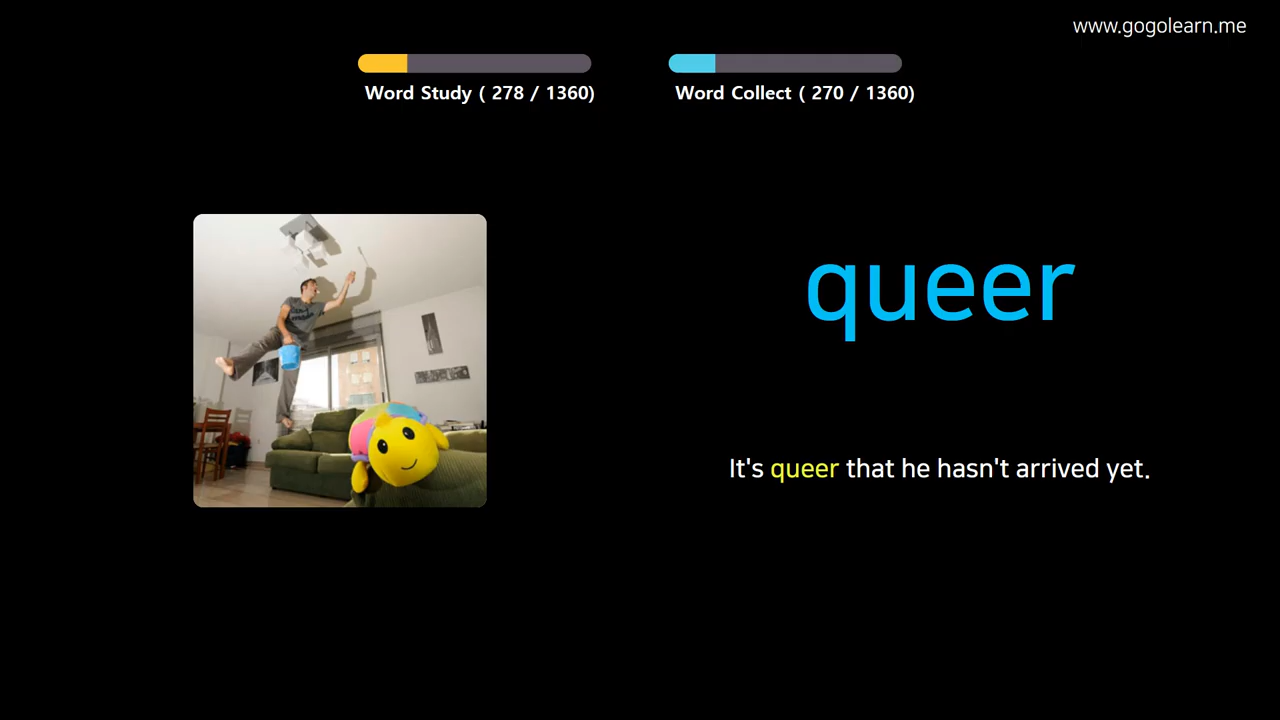 www.gogolearn.me
Word Study ( 278 / 1360)
Word Collect ( 270 / 1360)
queer
It's queer that he hasn't arrived yet.